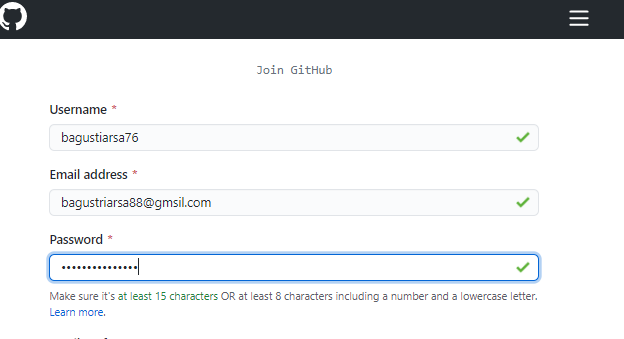 Join GitHub
Username *
bagustiarsa76
Email address *
bagustriarsa88@gmsil.com
Password *
•••••••••••••••
Make sure it's at least 15 characters OR at least 8 characters including a number and a lowercase letter.
Learn more.